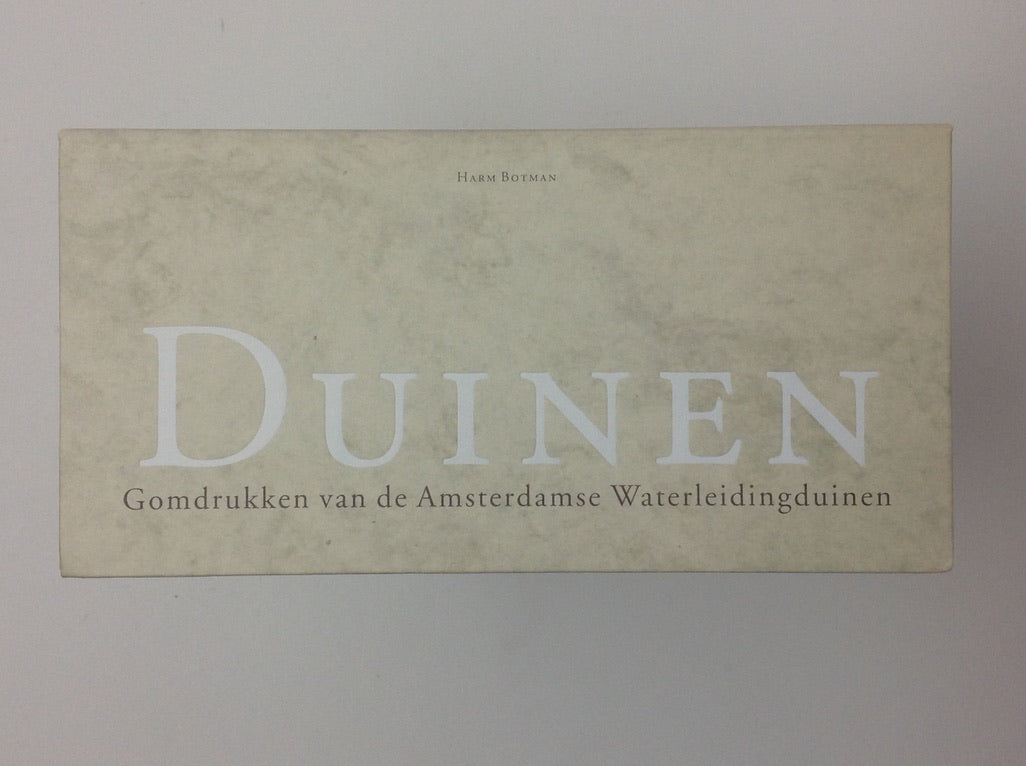 Harm Botman
Duinen
Gomdrukken van de Amsterdamse Waterleidingduinen